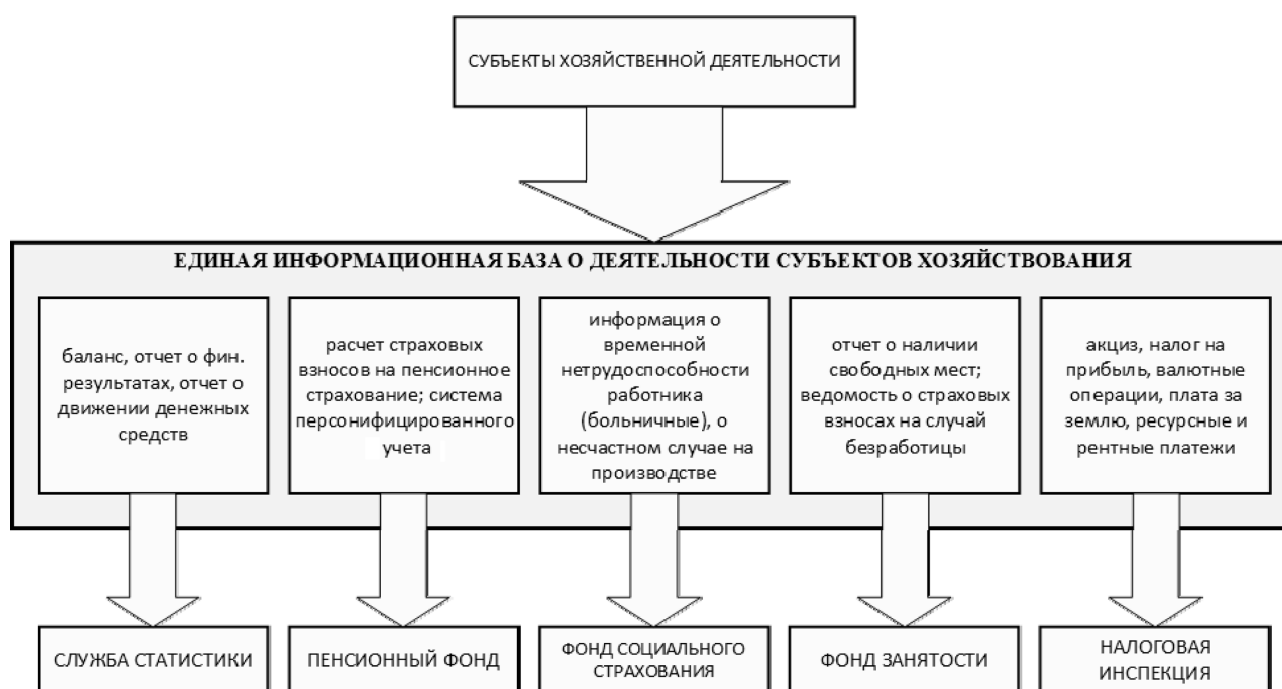 СУБЪЕКТЫ ХОЗЯЙСТВЕННОЙ ДЕЯТЕЛЬНОСТИ
ЕДИНАЯ ИНФОРМАЦИОННАЯ БАЗА О ДЕЯТЕЛЬНОСТИ СУБЪЕКТОВ ХОЗЯЙСТВОВАНИЯ
баланс, отчет о фин.
результатах, отчет о
движении денежных
средств
расчет страховых
взносов на пенсионное
страхование; система
персонифицированного
учета
информация о
временной
нетрудоспособности
работника
(больничные), о
несчастном случае на
производстве
отчет о наличии
свободных мест;
ведомость о страховых
взносах на случай
безработицы
акциз, налог на
прибыль, валютные
операции, плата за
землю, ресурсные и
рентные платежи
СЛУЖБА СТАТИСТИКИ
ПЕНСИОННЫЙ ФОНД
ФОНД СОЦИАЛЬНОГО
СТРАХОВАНИЯ
ФОНД ЗАНЯТОСТИ
НАЛОГОВАЯ
ИНСПЕКЦИЯ